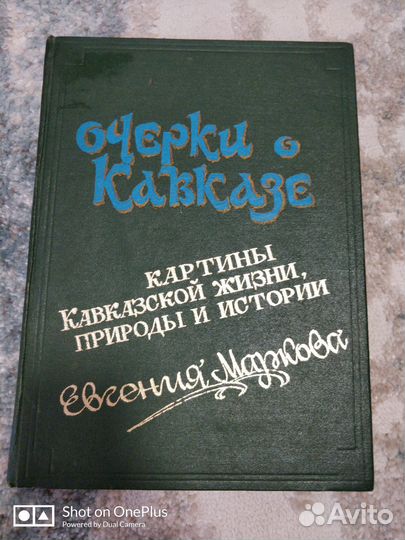 очерки о
Кавказе
КАРТИНЫ
КАВКАЗСКОЙ ЖИЗНИ,
ПРИРОДЫ И ИСТОРИИ
Евгения Маркова
Shot on OnePlus
Powered by Dual Camera
Avito